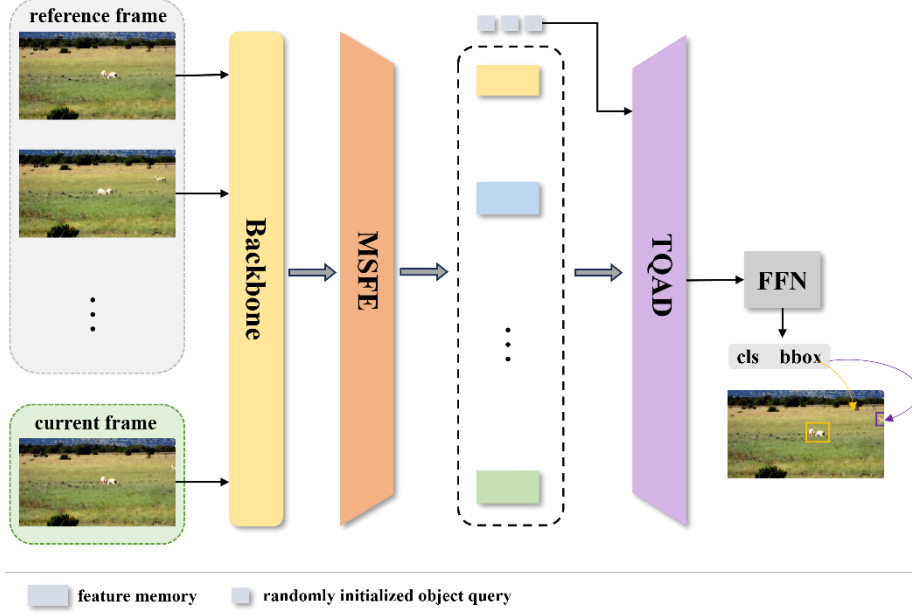 reference frame
Backbone
MSFE
TQAD
FFN
cls bbox
current frame
feature memory
randomly initialized object query